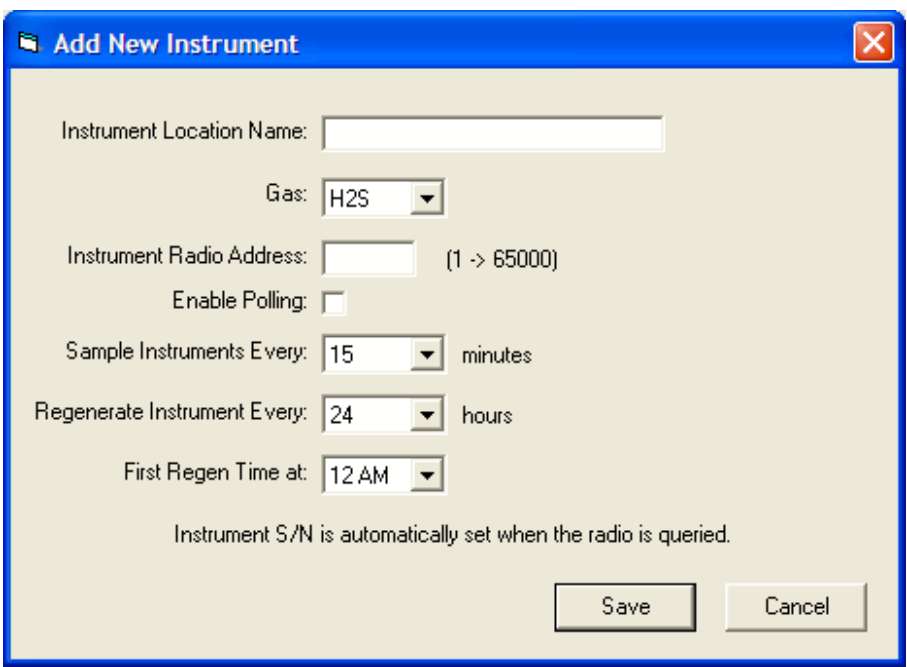 Add New Instrument
Instrument Location Name:
Gas: H2S
Instrument Radio Address: (1 -> 65000)
Enable Polling:
Sample Instruments Every: 15 minutes
Regenerate Instrument Every: 24 hours
First Regen Time at: 12 AM
Instrument S/N is automatically set when the radio is queried.
Save Cancel